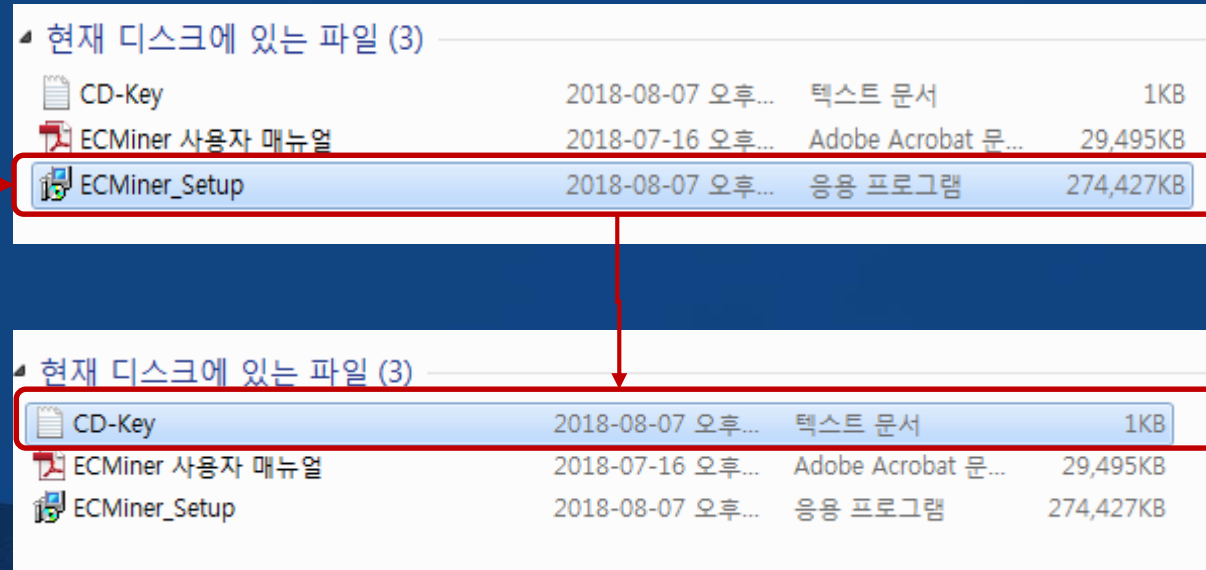 현재 디스크에 있는 파일 (3)
CD-Key 2018-08-07 오후... 텍스트 문서 1KB
ECMiner 사용자 매뉴얼 2018-07-16 오후... Adobe Acrobat 문... 29,495KB
ECMiner_Setup 2018-08-07 오후... 응용 프로그램 274,427KB
현재 디스크에 있는 파일 (3)
CD-Key 2018-08-07 오후... 텍스트 문서 1KB
ECMiner 사용자 매뉴얼 2018-07-16 오후... Adobe Acrobat 문... 29,495KB
ECMiner_Setup 2018-08-07 오후... 응용 프로그램 274,427KB